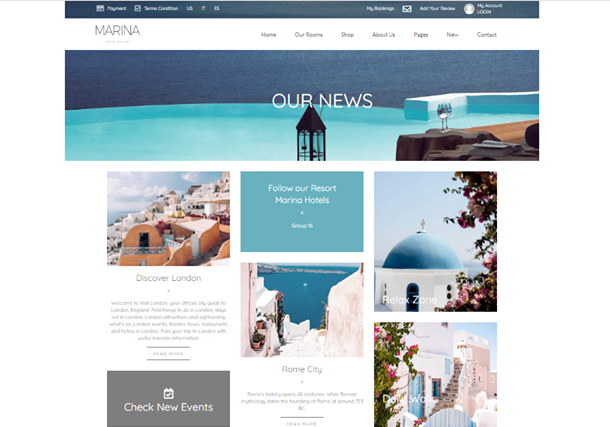 Payment Terms Condition US IT ES My Bookings Add Your Review My Account
LOGIN
MARINA
Home Our Rooms Shop About Us Pages New Contact
OUR NEWS
Discover London
Welcome to Visit London, your official city guide to
London, England. Find things to do in London, days
out in London, London attractions and sightseeing,
what's on, London events, theatre, tours, restaurants
and hotels in London. Plan your trip to London with
useful traveller information.
READ MORE
Check New Events
Follow our Resort
Marina Hotels
Group 16
Rome City
Rome's history spans 28 centuries. While Roman
mythology dates the founding of Rome at around 753
BC.
READ MORE
Relax Zone